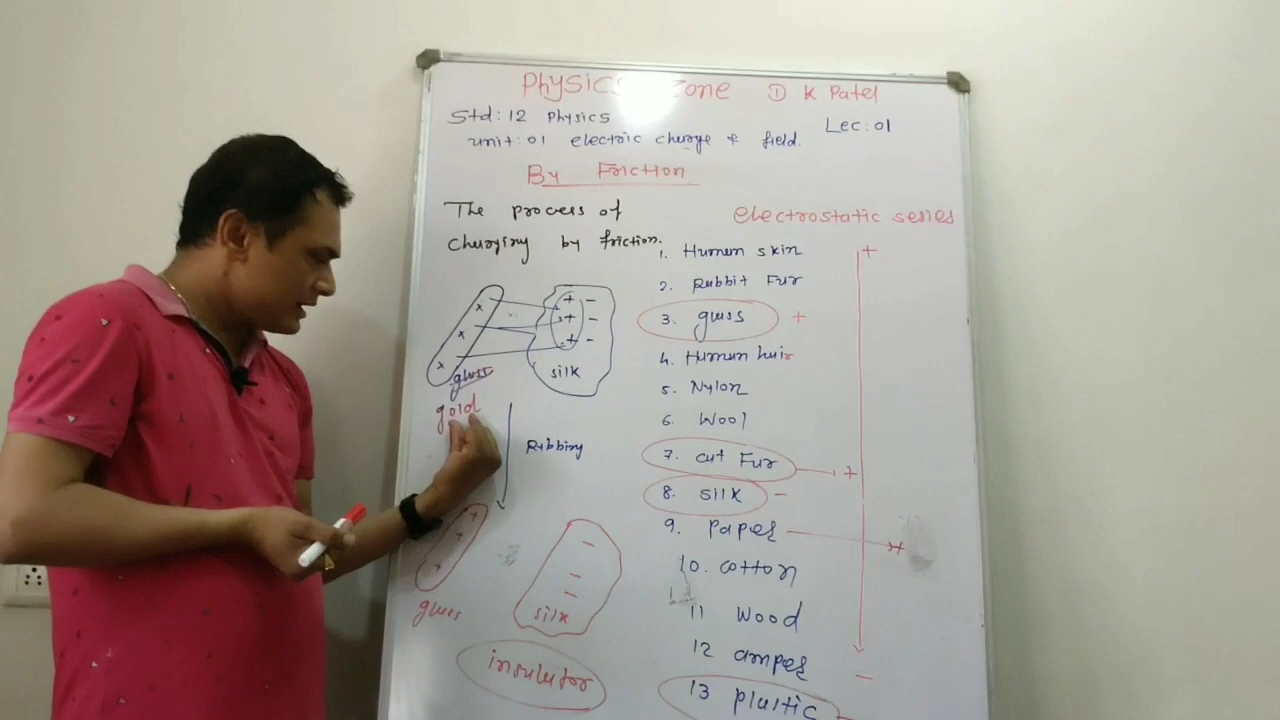 Physics Zone D K Patel
Std: 12 Physics
Lec: 01
unit: 01 electric charge & field.
By Friction
The process of
Charging by friction.
electrostatic series
1. Human skin
2. Rabbit Fur
3. glass +
4. Human hair
5. Nylon
6. Wool
7. cat Fur +
8. silk -
9. Paper
10. cotton
11 wood
12 amper
13 plastic
+
-
x
x
x
+ -
+ -
+ -
glass
silk
gold
Rubbing
+
+
+
glass
-
-
-
silk
insulator